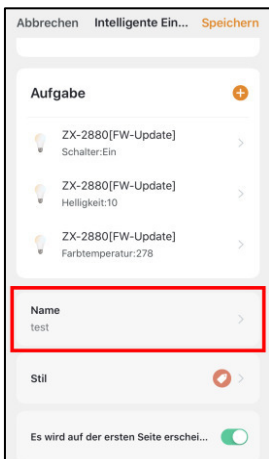 Abbrechen Intelligente Ein... Speichern
Aufgabe
ZX-2880[FW-Update]
Schalter:Ein
ZX-2880[FW-Update]
Helligkeit:10
ZX-2880[FW-Update]
Farbtemperatur:278
Name
test
Stil
Es wird auf der ersten Seite erschei...